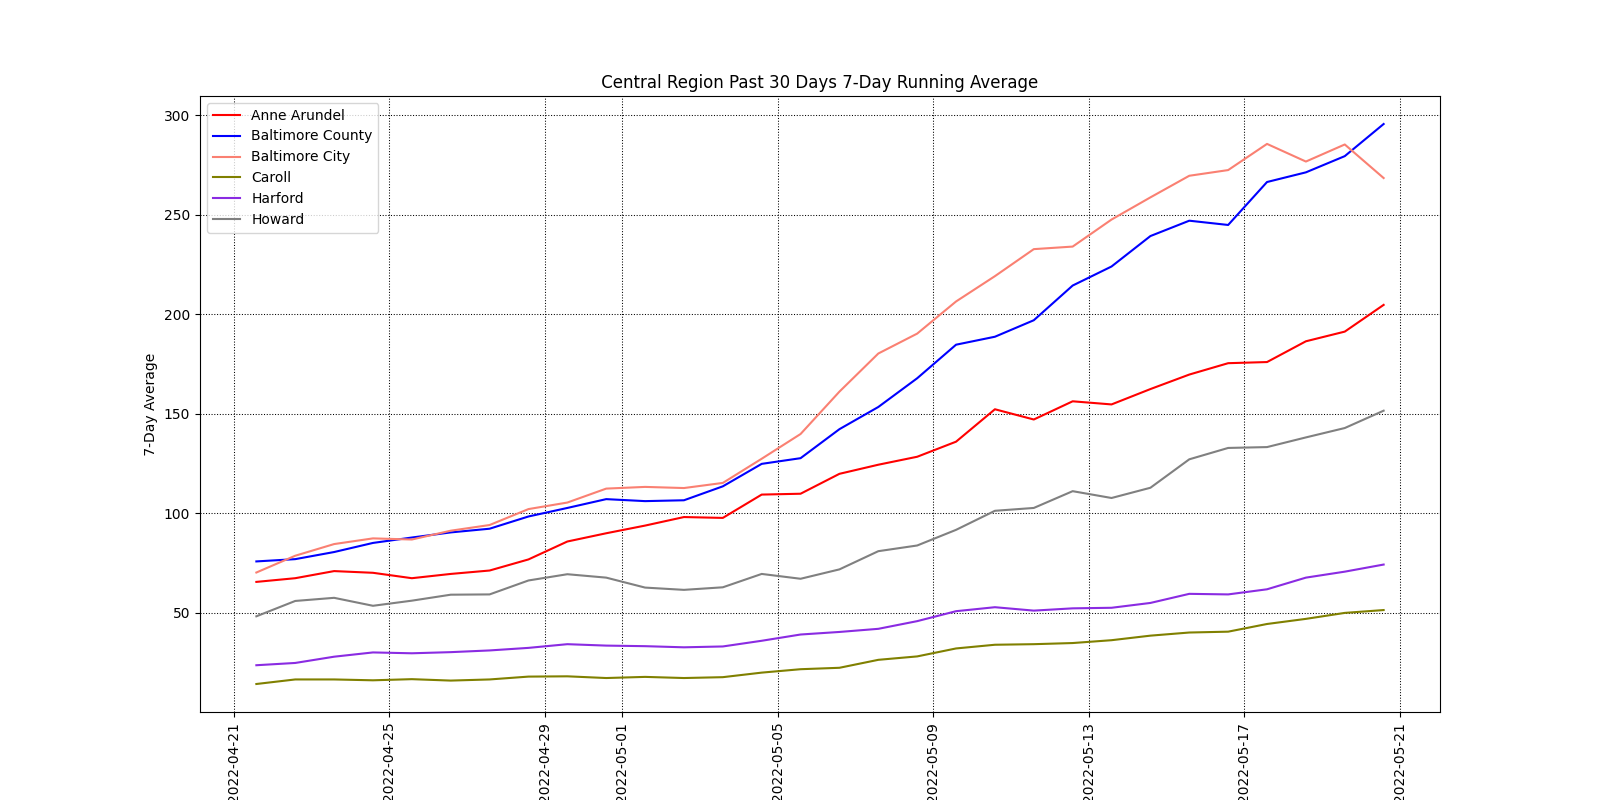 Central Region Past 30 Days 7-Day Running Average
Anne Arundel
Baltimore County
Baltimore City
Caroll
Harford
Howard
300
250
200
150
100
50
7-Day Average
2022-04-21
2022-04-25
2022-04-29
2022-05-01
2022-05-05
2022-05-09
2022-05-13
2022-05-17
2022-05-21